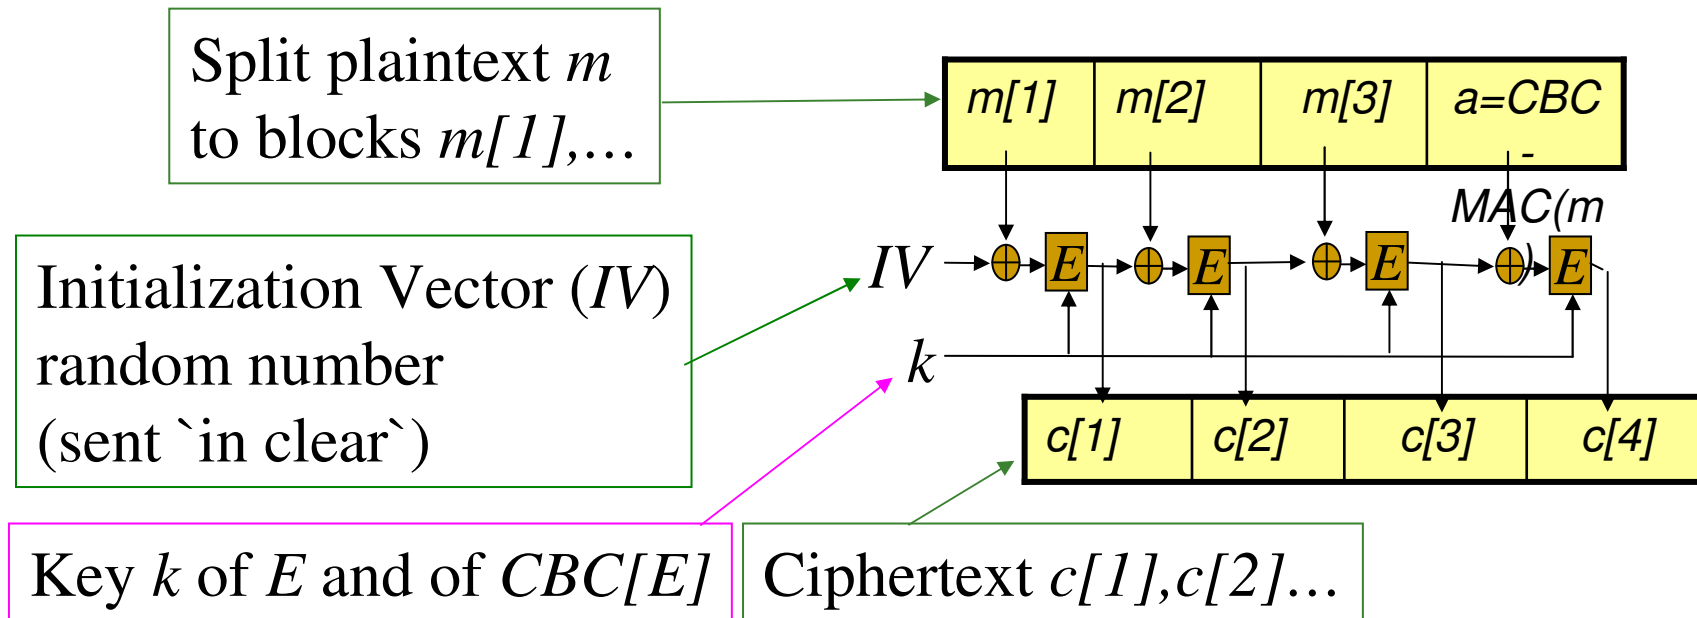 Split plaintext m
to blocks m[1],…
m[1] m[2] m[3] a=CBC
-
MAC(m
)
Initialization Vector (IV)
random number
(sent `in clear`)
IV E E E E
k
c[1] c[2] c[3] c[4]
Key k of E and of CBC[E]
Ciphertext c[1],c[2]…